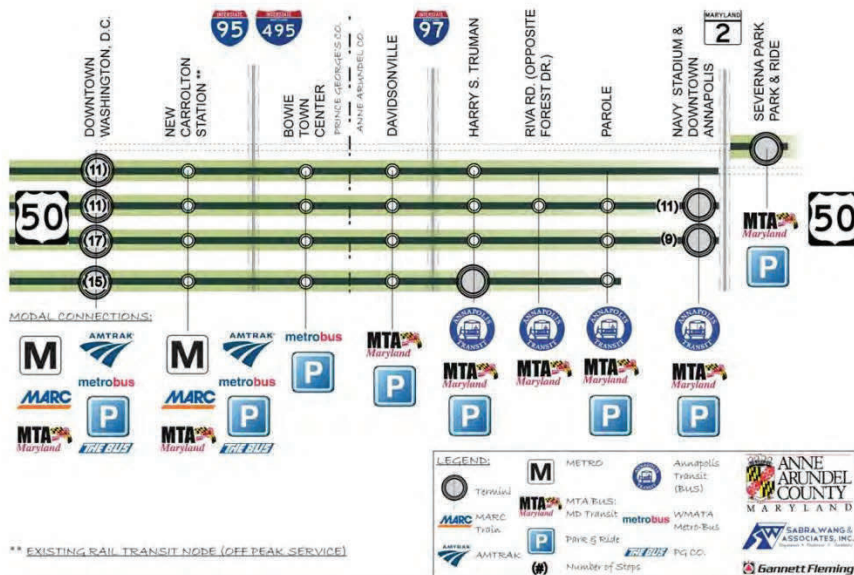 INTERSTATE
95
INTERSTATE
495
INTERSTATE
97
MARYLAND
2
DOWNTOWN
WASHINGTON, D.C.
NEW
CARROLTON
STATION **
BOWIE
TOWN
CENTER
PRINCE GEORGE'S CO.
ANNE ARUNDEL CO.
DAVIDSONVILLE
HARRY S. TRUMAN
RIVA RD. (OPPOSITE
FOREST DR.)
PAROLE
NAVY STADIUM &
DOWNTOWN
ANNAPOLIS
SEVERNA PARK
PARK & RIDE
(11)
(11)
(11)
(17)
(9)
(15)
50
50
MTA
Maryland
P
MODAL CONNECTIONS:
M
AMTRAK
metrobus
MARC
P
MTA
Maryland
THE BUS
M
AMTRAK
metrobus
MARC
P
MTA
Maryland
THE BUS
metrobus
P
MTA
Maryland
P
ANNAPOLIS
TRANSIT
MTA
Maryland
P
ANNAPOLIS
TRANSIT
MTA
Maryland
ANNAPOLIS
TRANSIT
MTA
Maryland
P
ANNAPOLIS
TRANSIT
MTA
Maryland
P
LEGEND:
Termini
MARC
MARC
Train
AMTRAK
AMTRAK
M
METRO
MTA
Maryland
MTA BUS:
MD Transit
P
Park & Ride
(#)
Number of Stops
Annapolis
Transit
(BUS)
metrobus
WMATA
Metro-Bus
THE BUS
PG CO.
ANNE
ARUNDEL
COUNTY
MARYLAND
SABRA, WANG &
ASSOCIATES, INC.
Gannett Fleming
** EXISTING RAIL TRANSIT NODE (OFF PEAK SERVICE)